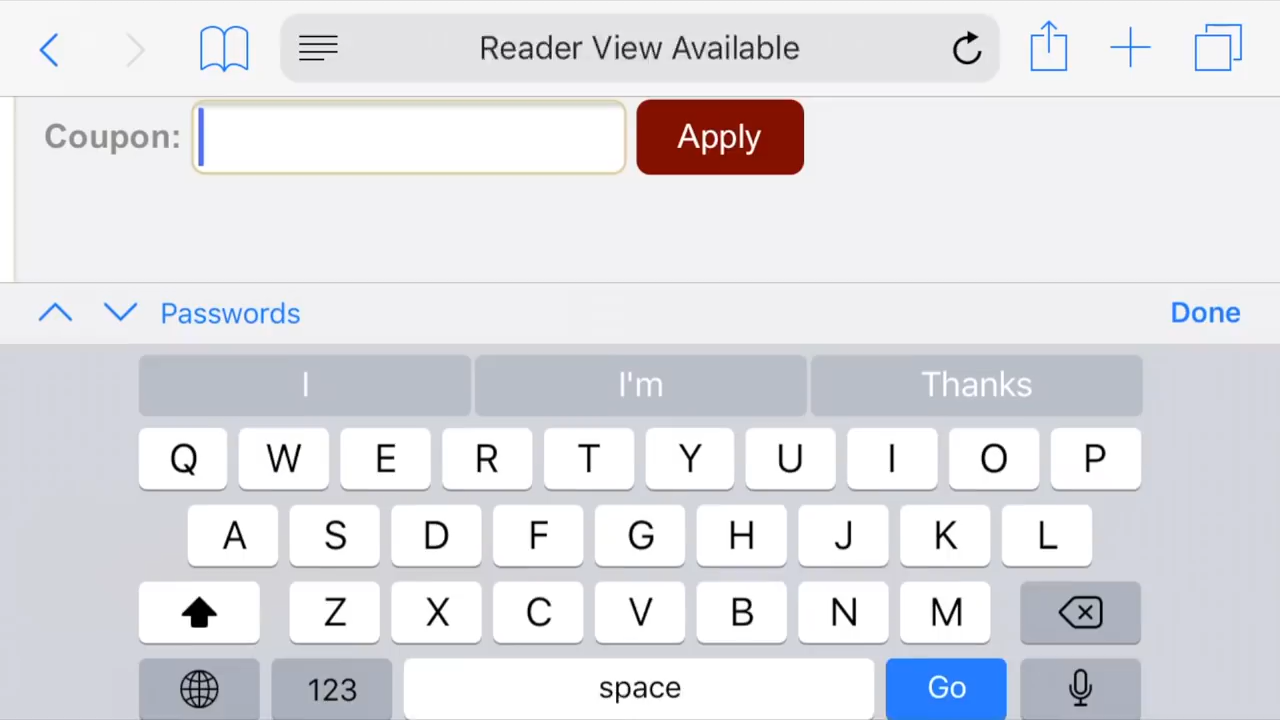 Reader View Available
Coupon: Apply
Passwords Done
I I'm Thanks
Q W E R T Y U I O P
A S D F G H J K L
Z X C V B N M
123 space Go